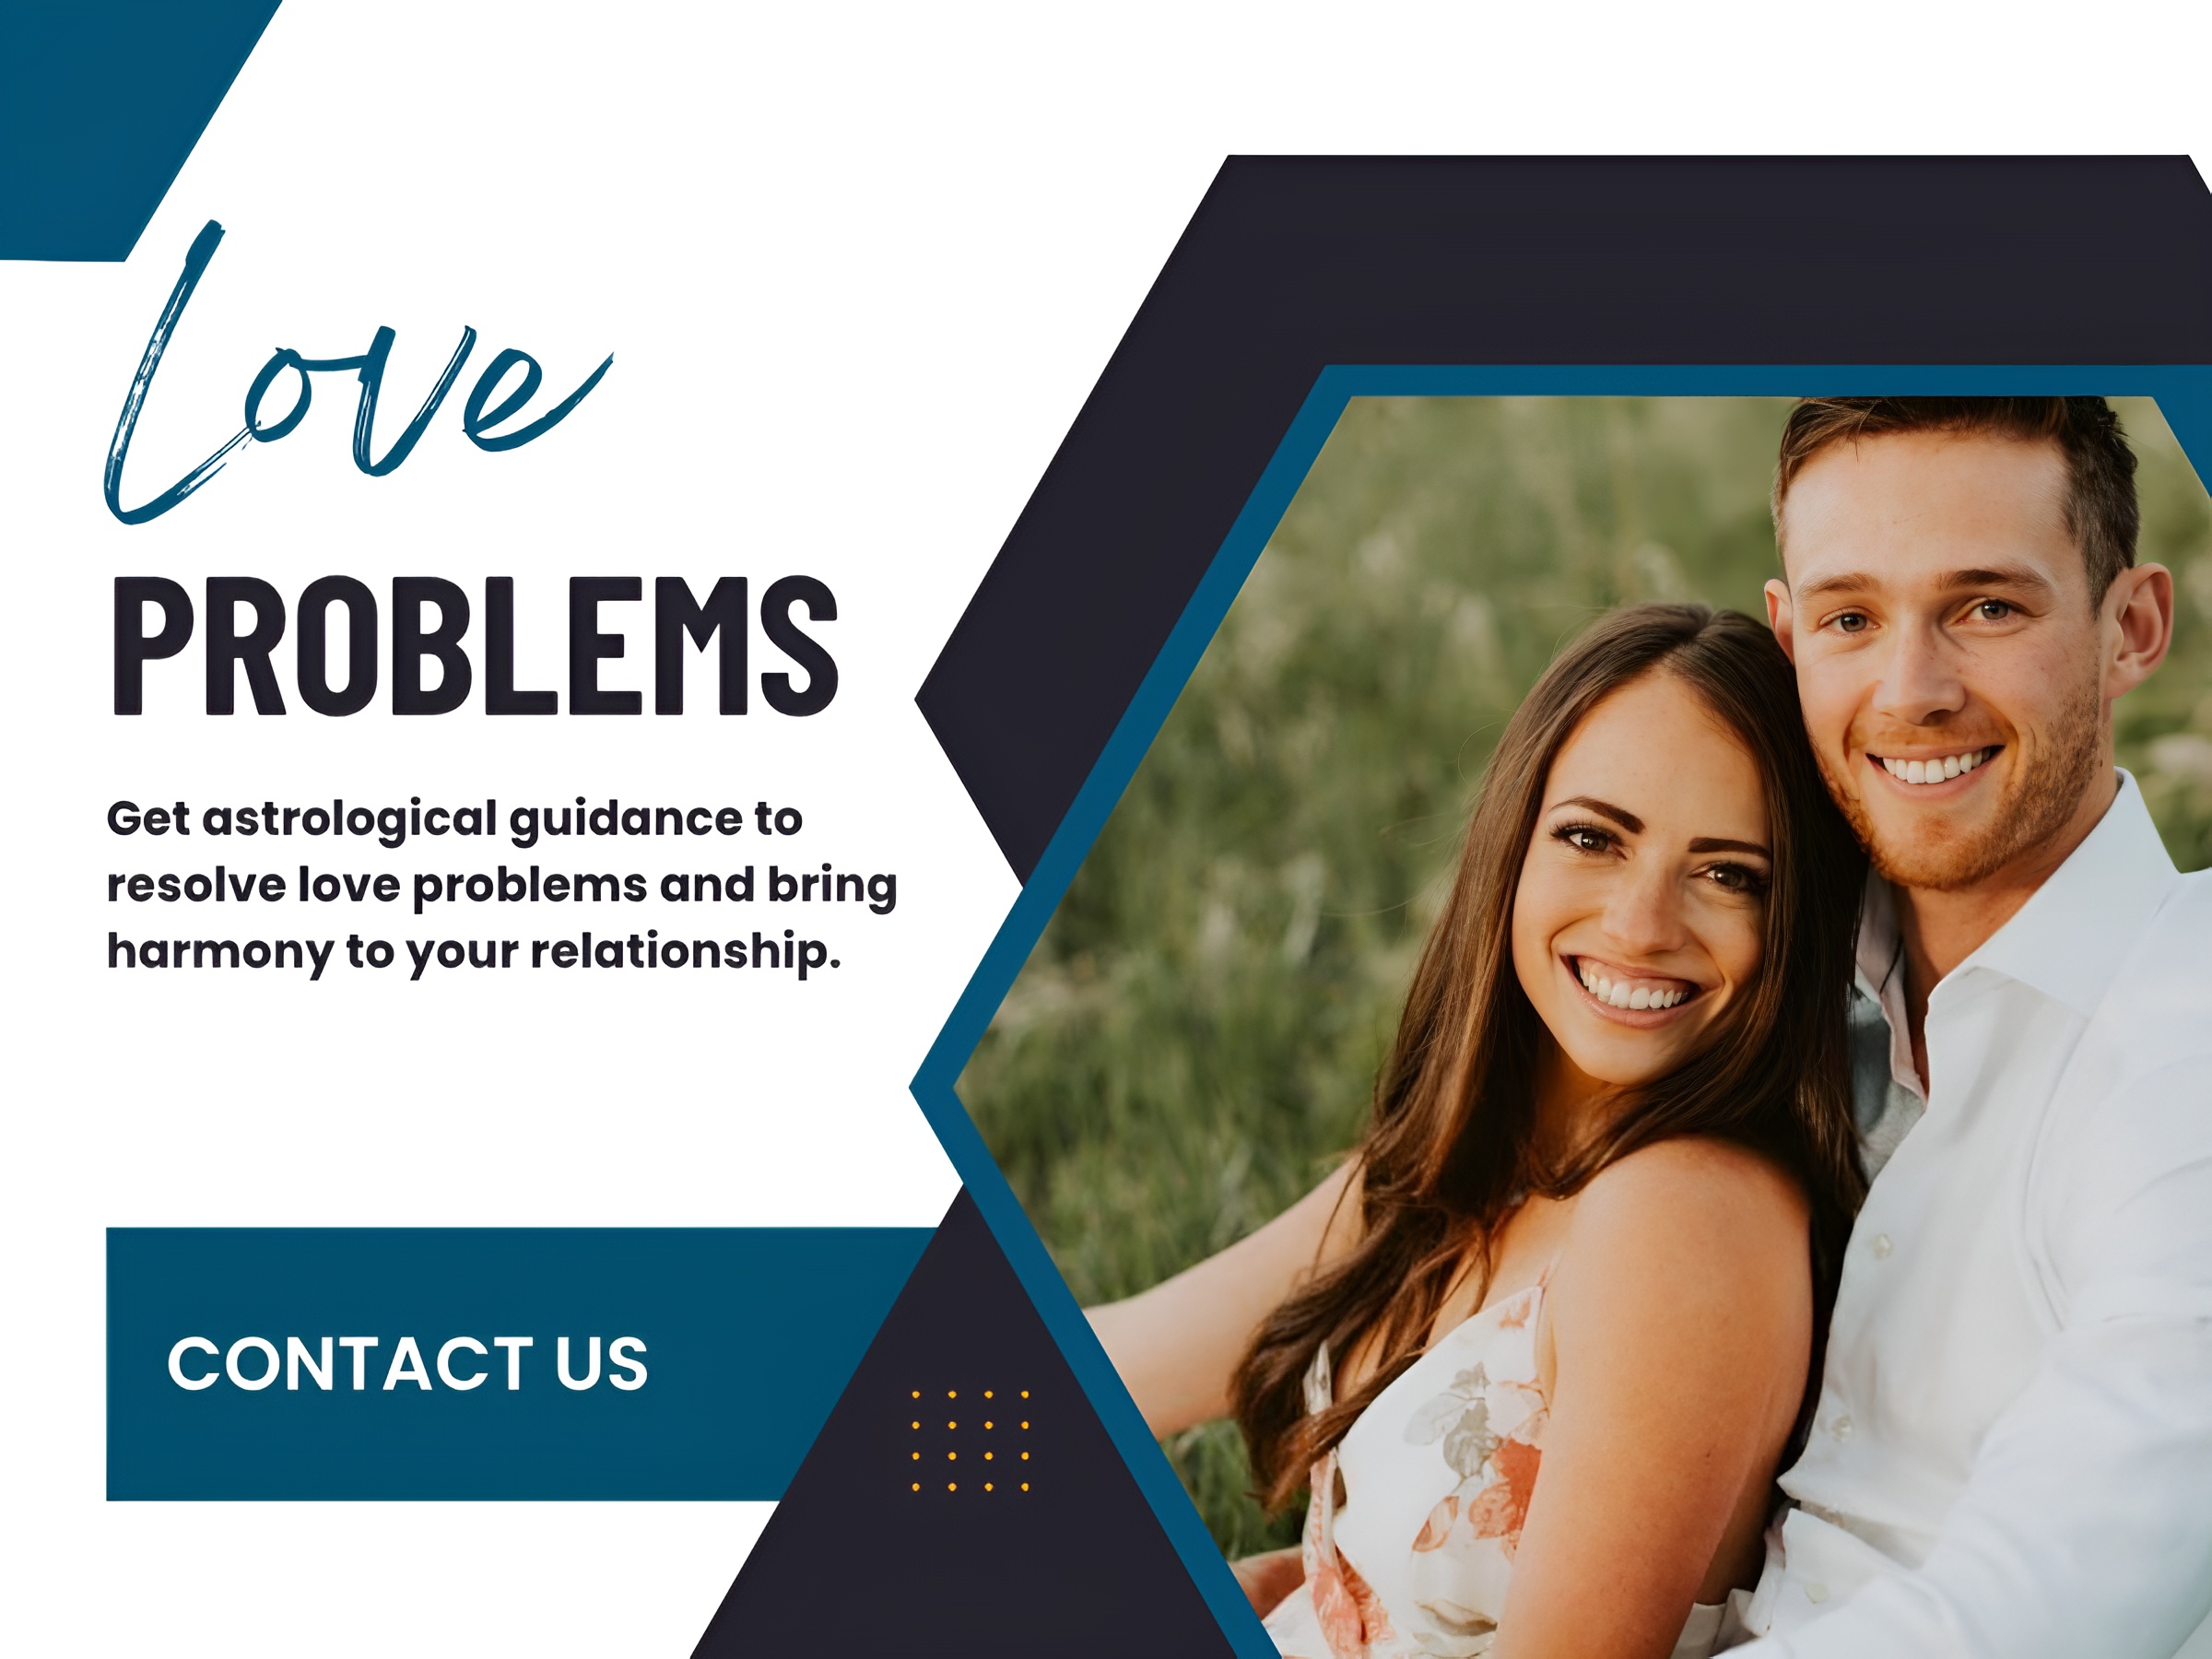 Love
PROBLEMS
Get astrological guidance to
resolve love problems and bring
harmony to your relationship.
CONTACT US